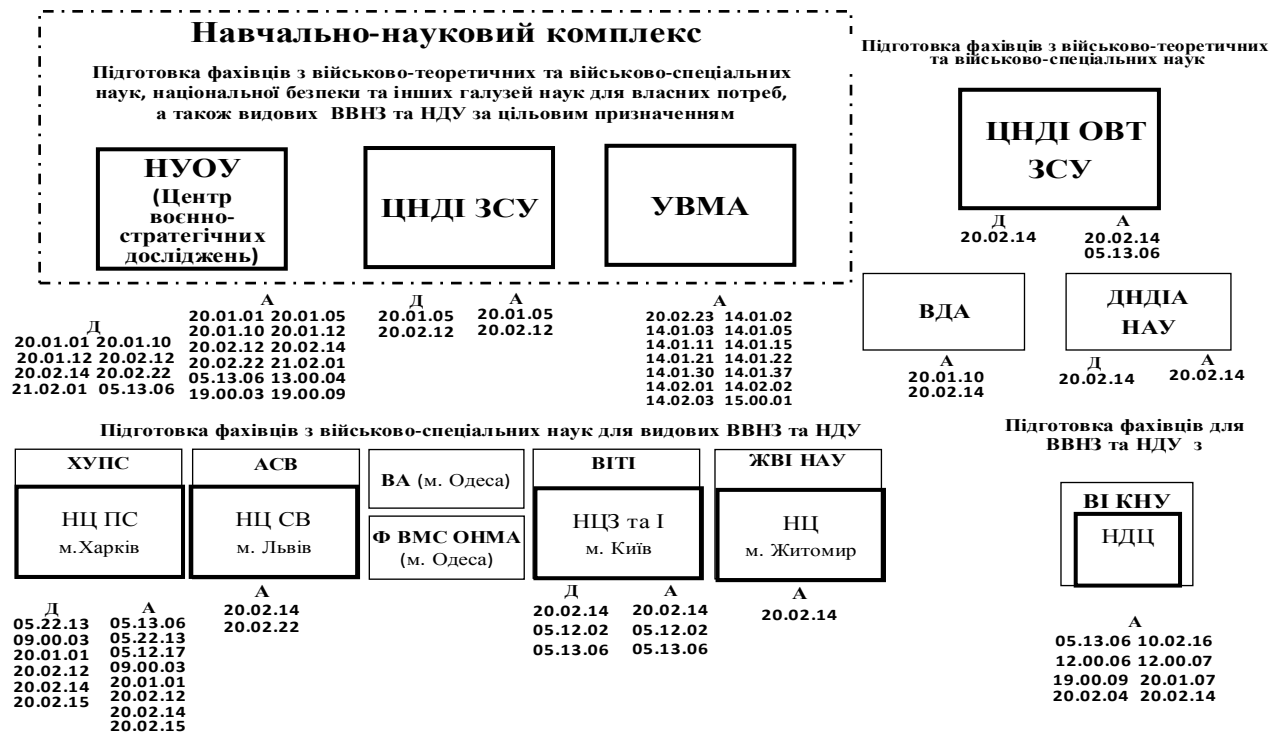 Навчально-науковий комплекс
Підготовка фахівців з військово-теоретичних та військово-спеціальних
наук, національної безпеки та інших галузей наук для власних потреб,
а також видових ВВНЗ та НДУ за цільовим призначенням
НУОУ
(Центр
воєнно-
стратегічних
досліджень)
ЦНДІ ЗСУ
УВМА
Д
20.01.01 20.01.10
20.01.12 20.02.12
20.02.14 20.02.22
21.02.01 05.13.06
А
20.01.01 20.01.05
20.01.10 20.01.12
20.02.12 20.02.14
20.02.22 21.02.01
05.13.06 13.00.04
19.00.03 19.00.09
Д
20.01.05
20.02.12
А
20.01.05
20.02.12
А
20.02.23 14.01.02
14.01.03 14.01.05
14.01.11 14.01.15
14.01.21 14.01.22
14.01.30 14.01.37
14.02.01 14.02.02
14.02.03 15.00.01
Підготовка фахівців з військово-теоретичних
та військово-спеціальних наук
ЦНДІ ОВТ
ЗСУ
Д
20.02.14
А
20.02.14
05.13.06
ВДА
А
20.01.10
20.02.14
ДНДІА
НАУ
Д
20.02.14
А
20.02.14
Підготовка фахівців з військово-спеціальних наук для видових ВВНЗ та НДУ
ХУПС
НЦ ПС
м.Харків
Д
05.22.13
09.00.03
20.01.01
20.02.12
20.02.14
20.02.15
А
05.13.06
05.22.13
05.12.17
09.00.03
20.01.01
20.02.12
20.02.14
20.02.15
АСВ
НЦ СВ
м. Львів
А
20.02.14
20.02.22
ВА (м. Одеса)
Ф ВМС ОНМА
(м. Одеса)
ВІТІ
НЦЗ та І
м. Київ
Д
20.02.14
05.12.02
05.13.06
А
20.02.14
05.12.02
05.13.06
ЖВІ НАУ
НЦ
м. Житомир
А
20.02.14
Підготовка фахівців для
ВВНЗ та НДУ з
ВІ КНУ
НДЦ
А
05.13.06 10.02.16
12.00.06 12.00.07
19.00.09 20.01.07
20.02.04 20.02.14